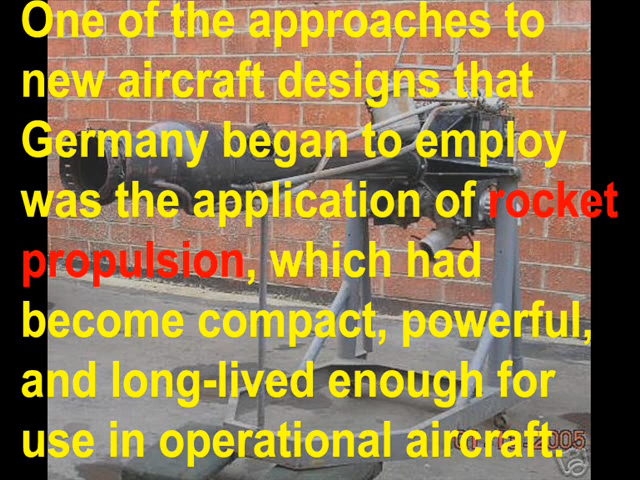 One of the approaches to
new aircraft designs that
Germany began to employ
was the application of rocket
propulsion, which had
become compact, powerful,
and long-lived enough for
use in operational aircraft.
2005